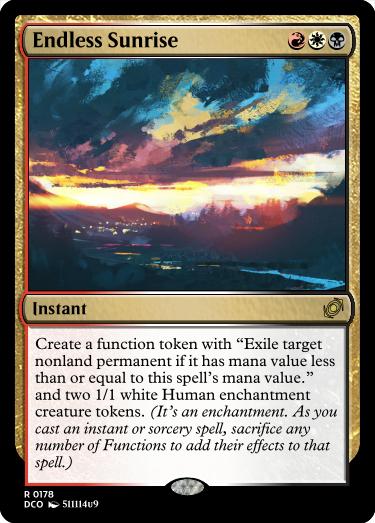 Endless Sunrise
Instant
Create a function token with “Exile target
nonland permanent if it has mana value less
than or equal to this spell’s mana value.”
and two 1/1 white Human enchantment
creature tokens. (It’s an enchantment. As you
cast an instant or sorcery spell, sacrifice any
number of Functions to add their effects to that
spell.)
R 0178
DCO 511114v9